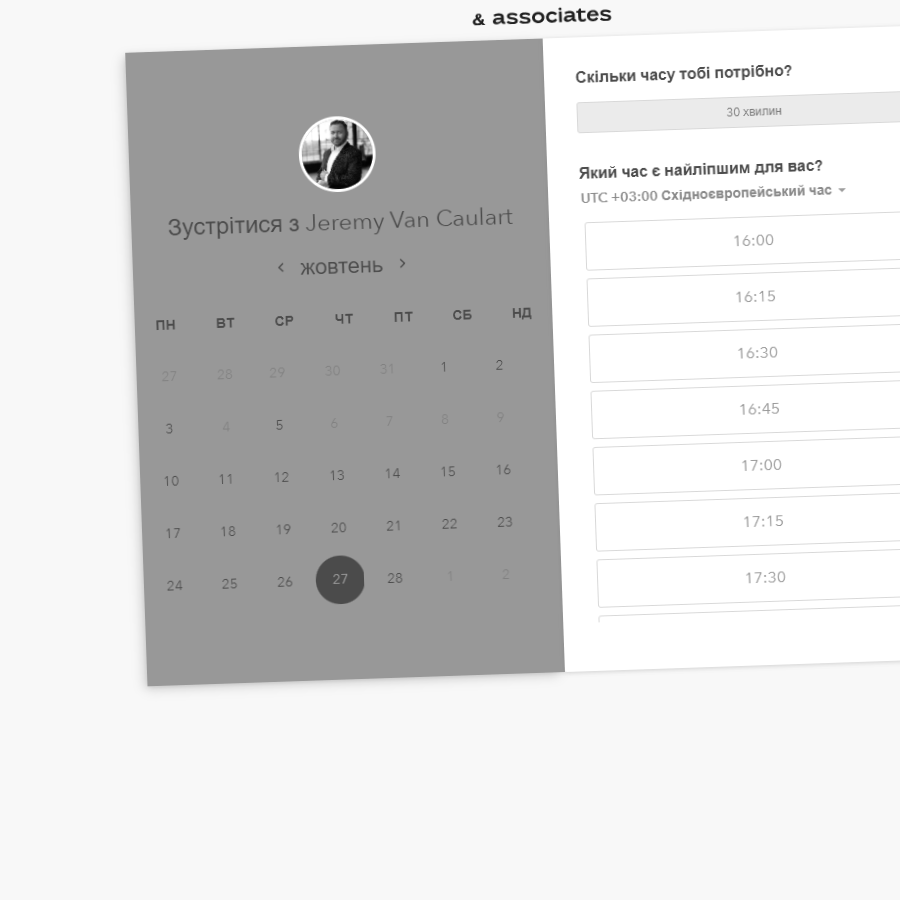 & associates
Зустрітися з Jeremy Van Caulart
жовтень
ПН ВТ СР ЧТ ПТ СБ НД
27 28 29 30 31 1 2
3 4 5 6 7 8 9
10 11 12 13 14 15 16
17 18 19 20 21 22 23
24 25 26 27 28 1 2
Скільки часу тобі потрібно?
30 хвилин
Який час є найліпшим для вас?
UTC +03:00 Східноєвропейський час
16:00
16:15
16:30
16:45
17:00
17:15
17:30